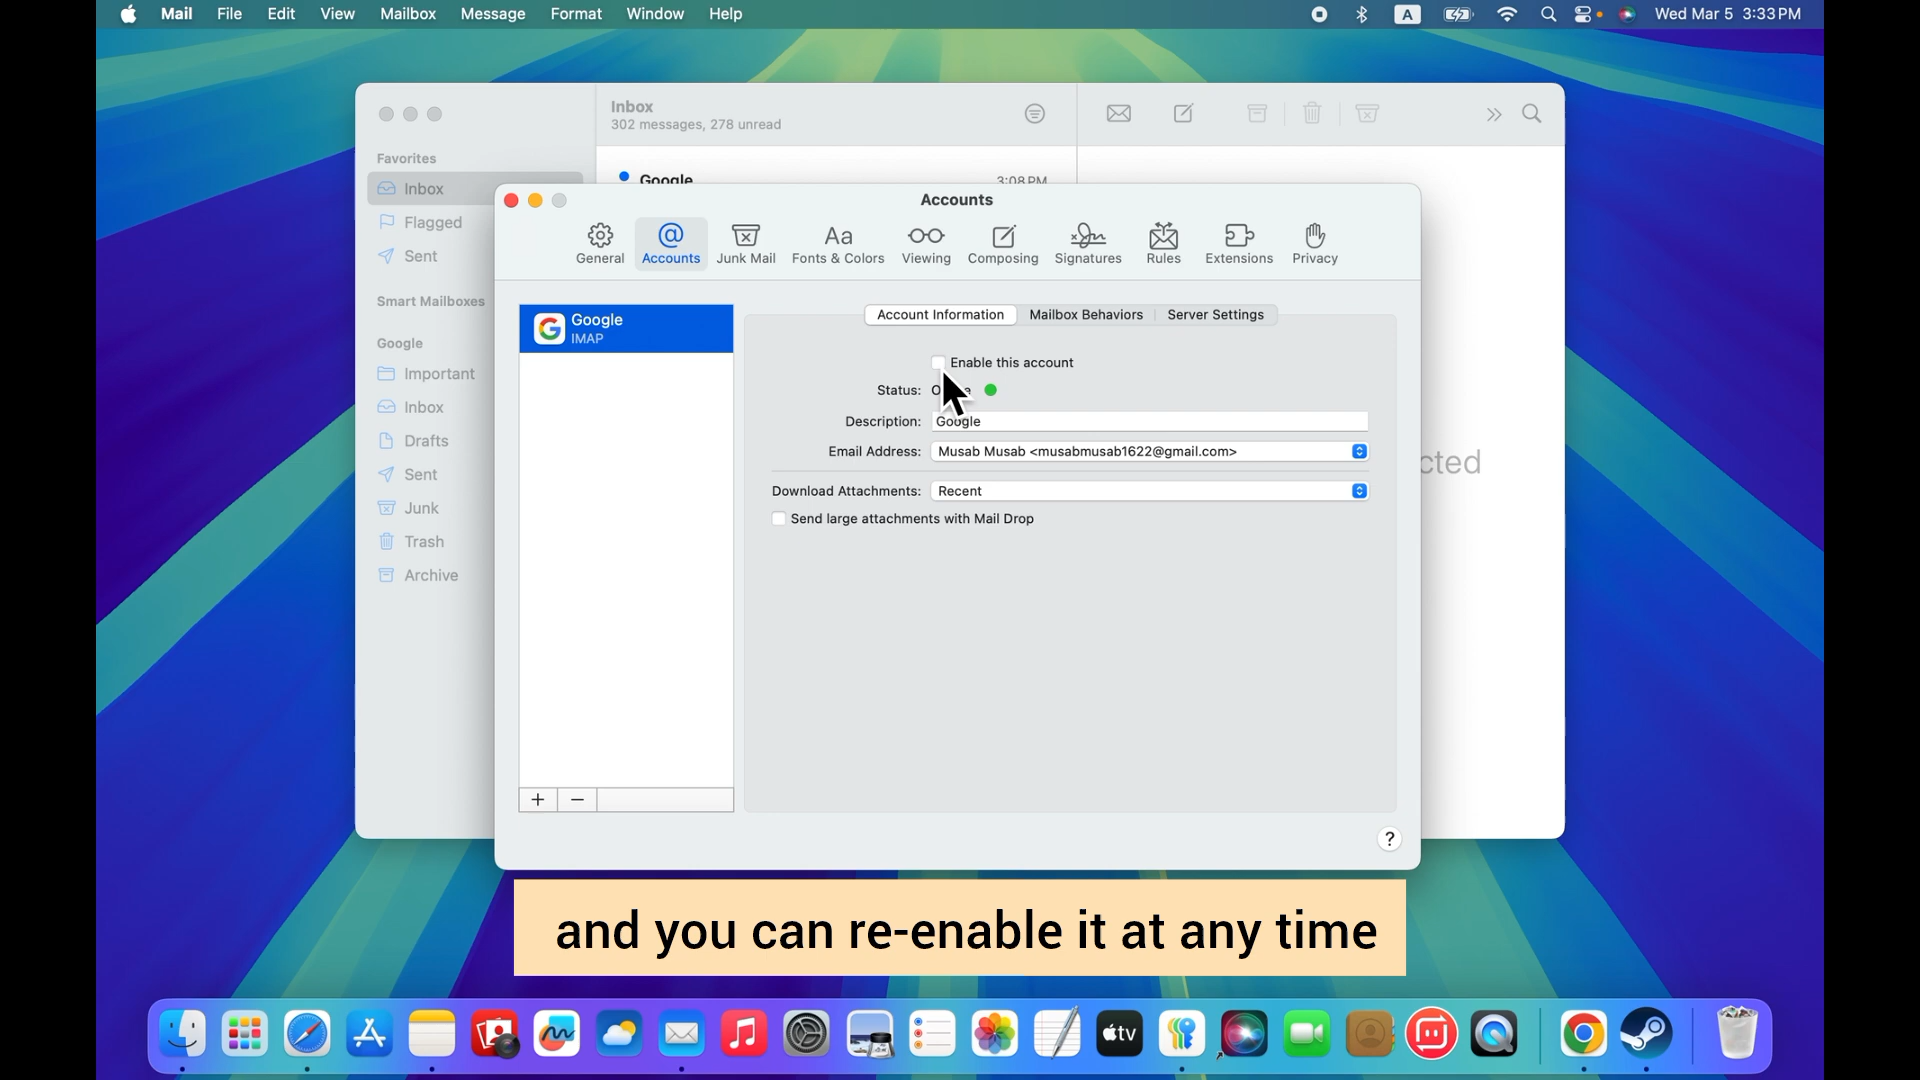 Mail File Edit View Mailbox Message Format Window Help
A
Wed Mar 5 3:33 PM
Inbox
302 messages, 278 unread
Favorites
Inbox
Flagged
Sent
Smart Mailboxes
Google
Important
Inbox
Drafts
Sent
Junk
Trash
Archive
Google 3:08 PM
Accounts
General Accounts Junk Mail Fonts & Colors Viewing Composing Signatures Rules Extensions Privacy
Google
IMAP
Account Information Mailbox Behaviors Server Settings
Enable this account
Status:
Description: Google
Email Address: Musab Musab <musabmusab1622@gmail.com>
Download Attachments: Recent
Send large attachments with Mail Drop
?
and you can re-enable it at any time
tv